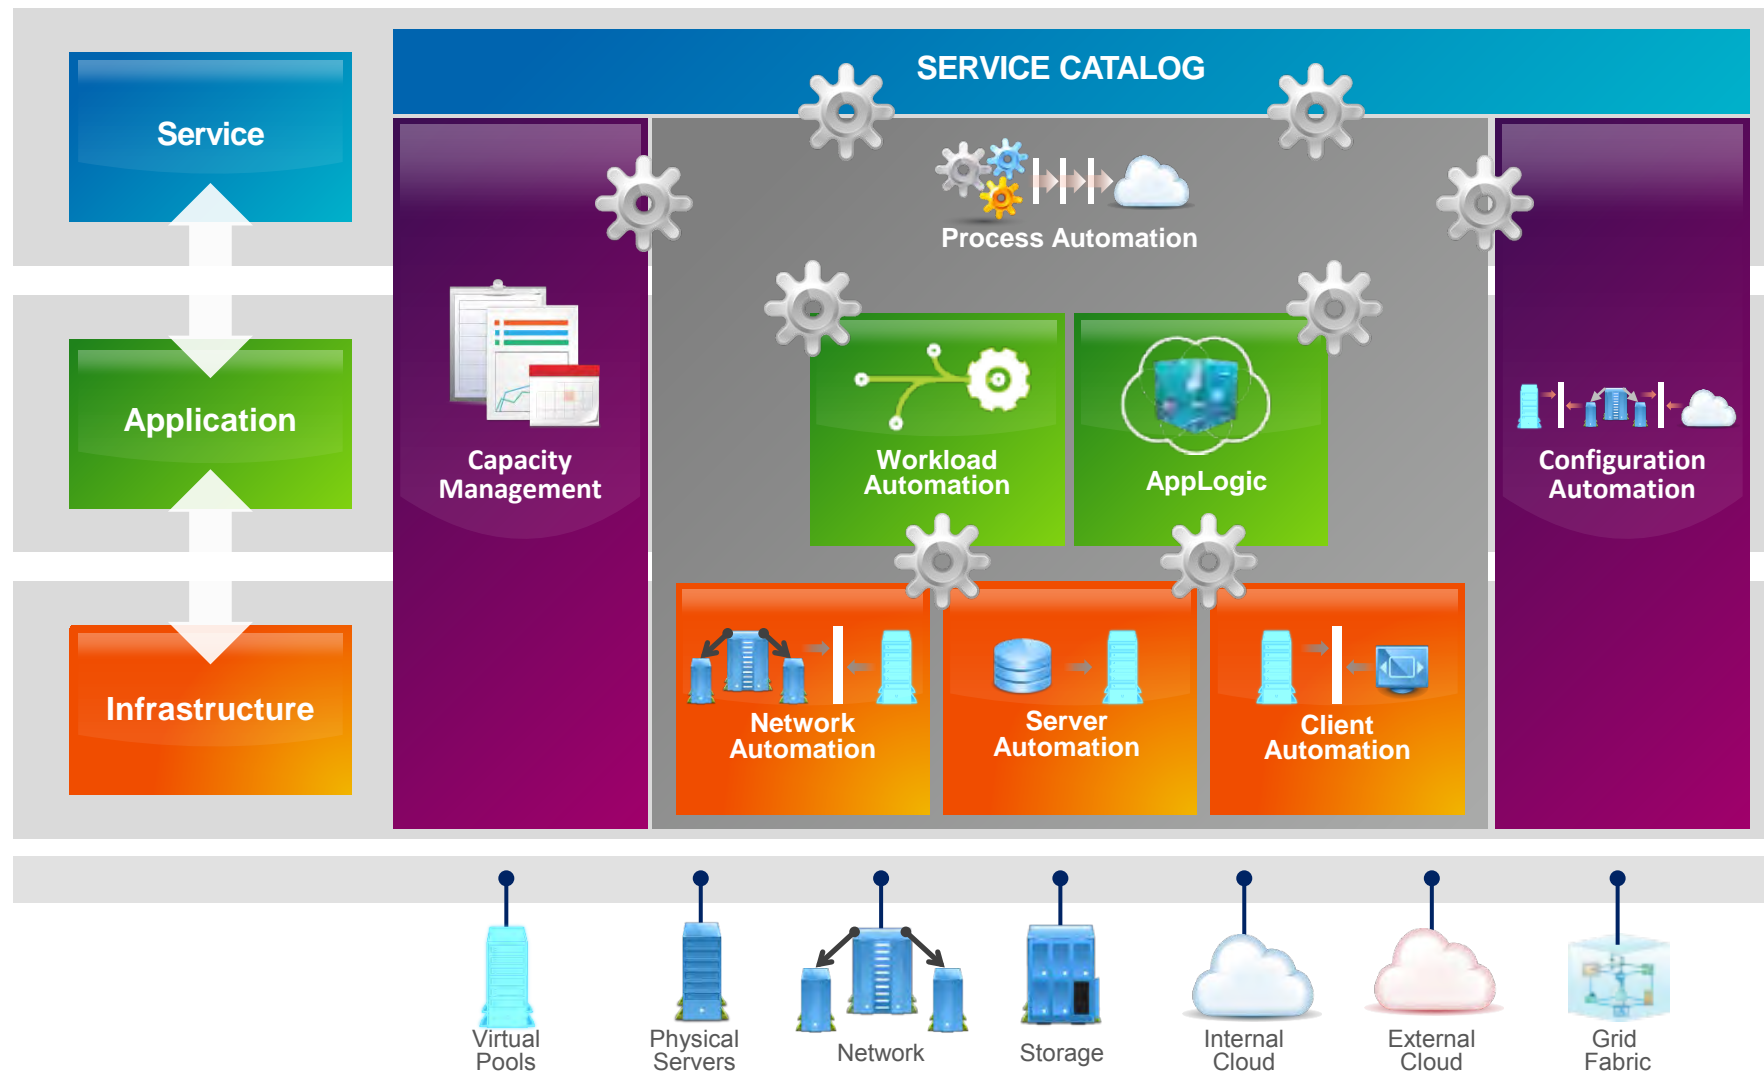 SERVICE CATALOG
Service
Process Automation
Application
Capacity
Management
Workload
Automation
AppLogic
Configuration
Automation
Infrastructure
Network
Automation
Server
Automation
Client
Automation
Virtual
Pools
Physical
Servers
Network
Storage
Internal
Cloud
External
Cloud
Grid
Fabric